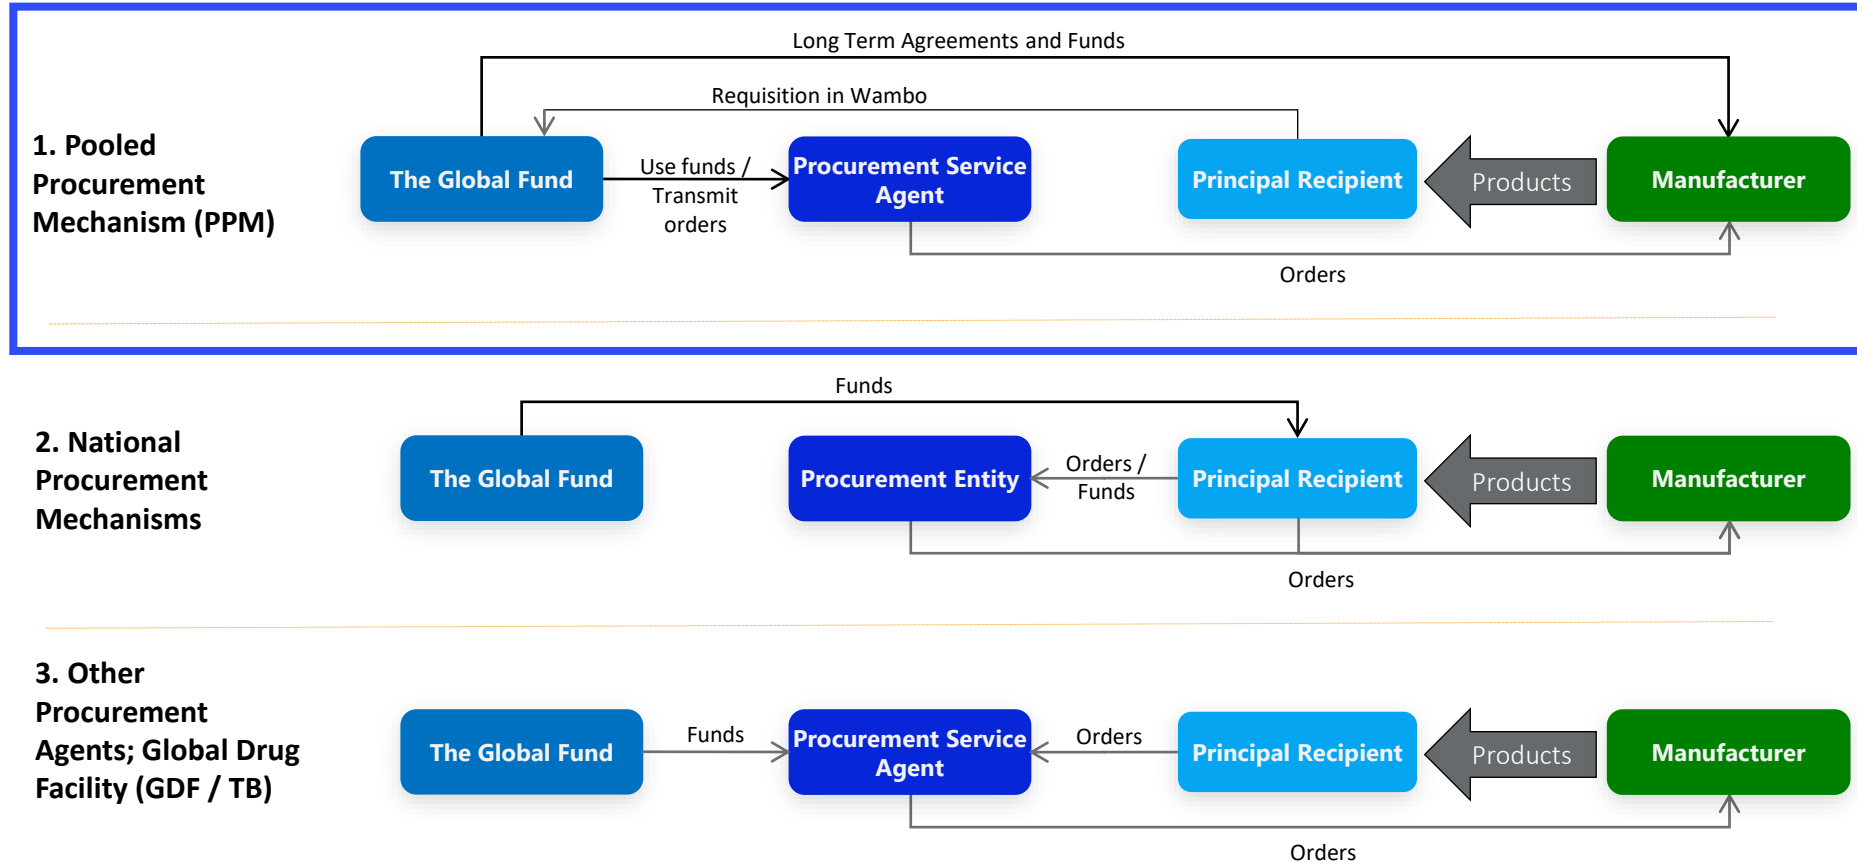 Long Term Agreements and Funds
Requisition in Wambo
1. Pooled
Procurement
Mechanism (PPM)
The Global Fund
Use funds /
Transmit
orders
Procurement Service
Agent
Principal Recipient
Products
Manufacturer
Orders
Funds
2. National
Procurement
Mechanisms
The Global Fund
Procurement Entity
Orders /
Funds
Principal Recipient
Products
Manufacturer
Orders
3. Other
Procurement
Agents; Global Drug
Facility (GDF / TB)
The Global Fund
Funds
Procurement Service
Agent
Orders
Principal Recipient
Products
Manufacturer
Orders